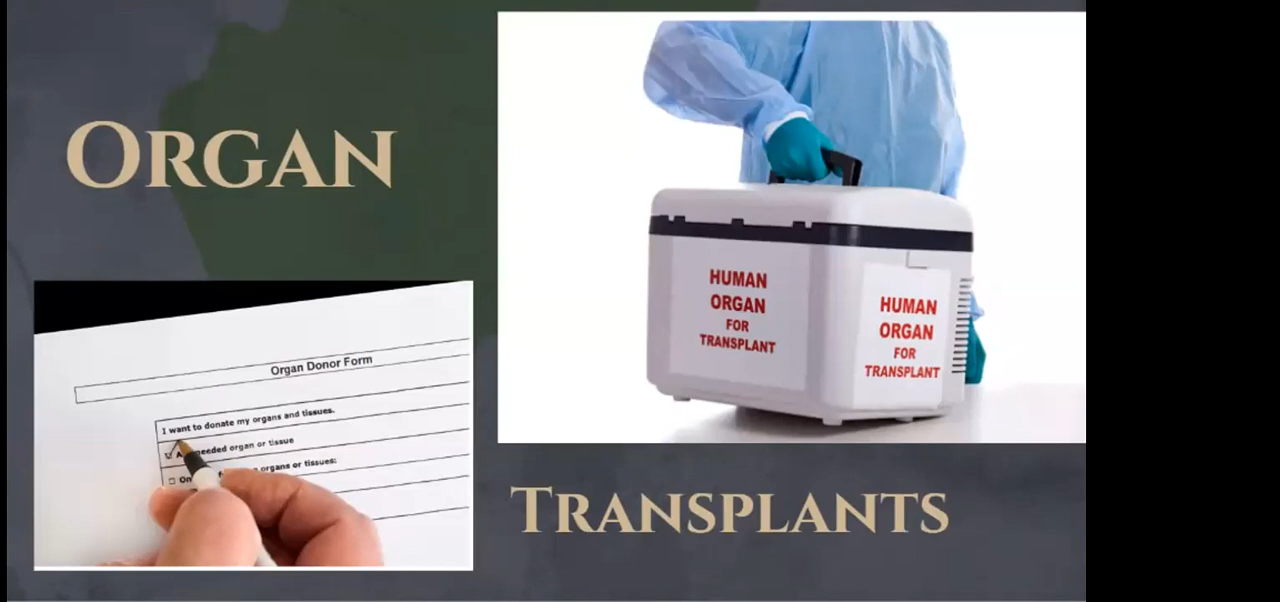 ORGAN
HUMAN
ORGAN
FOR
TRANSPLANT
HUMAN
ORGAN
FOR
TRANSPLANT
Organ Donor Form
I want to donate my organs and tissues.
needed organ or tissue
organs or tissues:
TRANSPLANTS